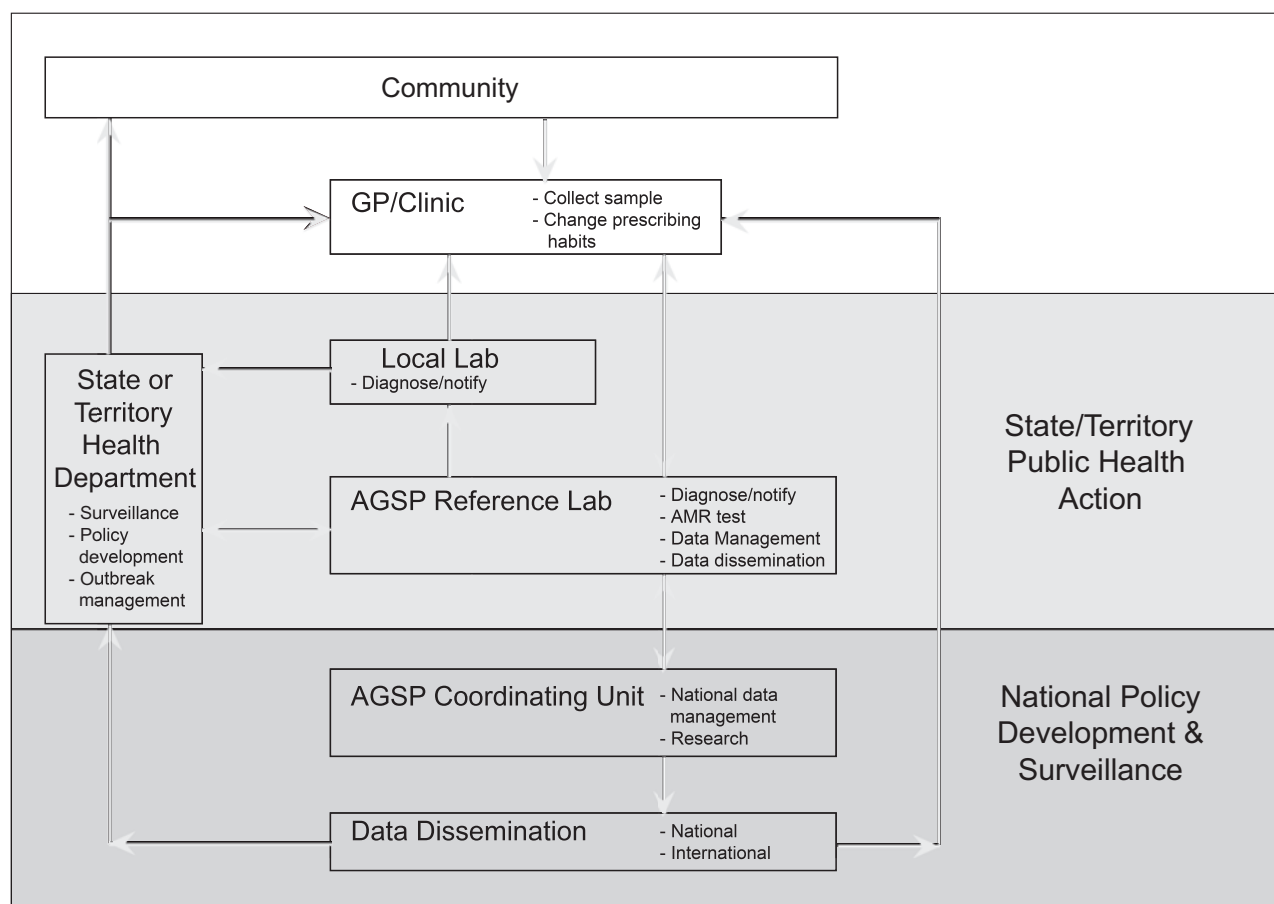 Community
GP/Clinic
- Collect sample
- Change prescribing
habits
Local Lab
- Diagnose/notify
State or
Territory
Health
Department
- Surveillance
- Policy
development
- Outbreak
management
AGSP Reference Lab
- Diagnose/notify
- AMR test
- Data Management
- Data dissemination
State/Territory
Public Health
Action
AGSP Coordinating Unit
- National data
management
- Research
National Policy
Development &
Surveillance
Data Dissemination
- National
- International